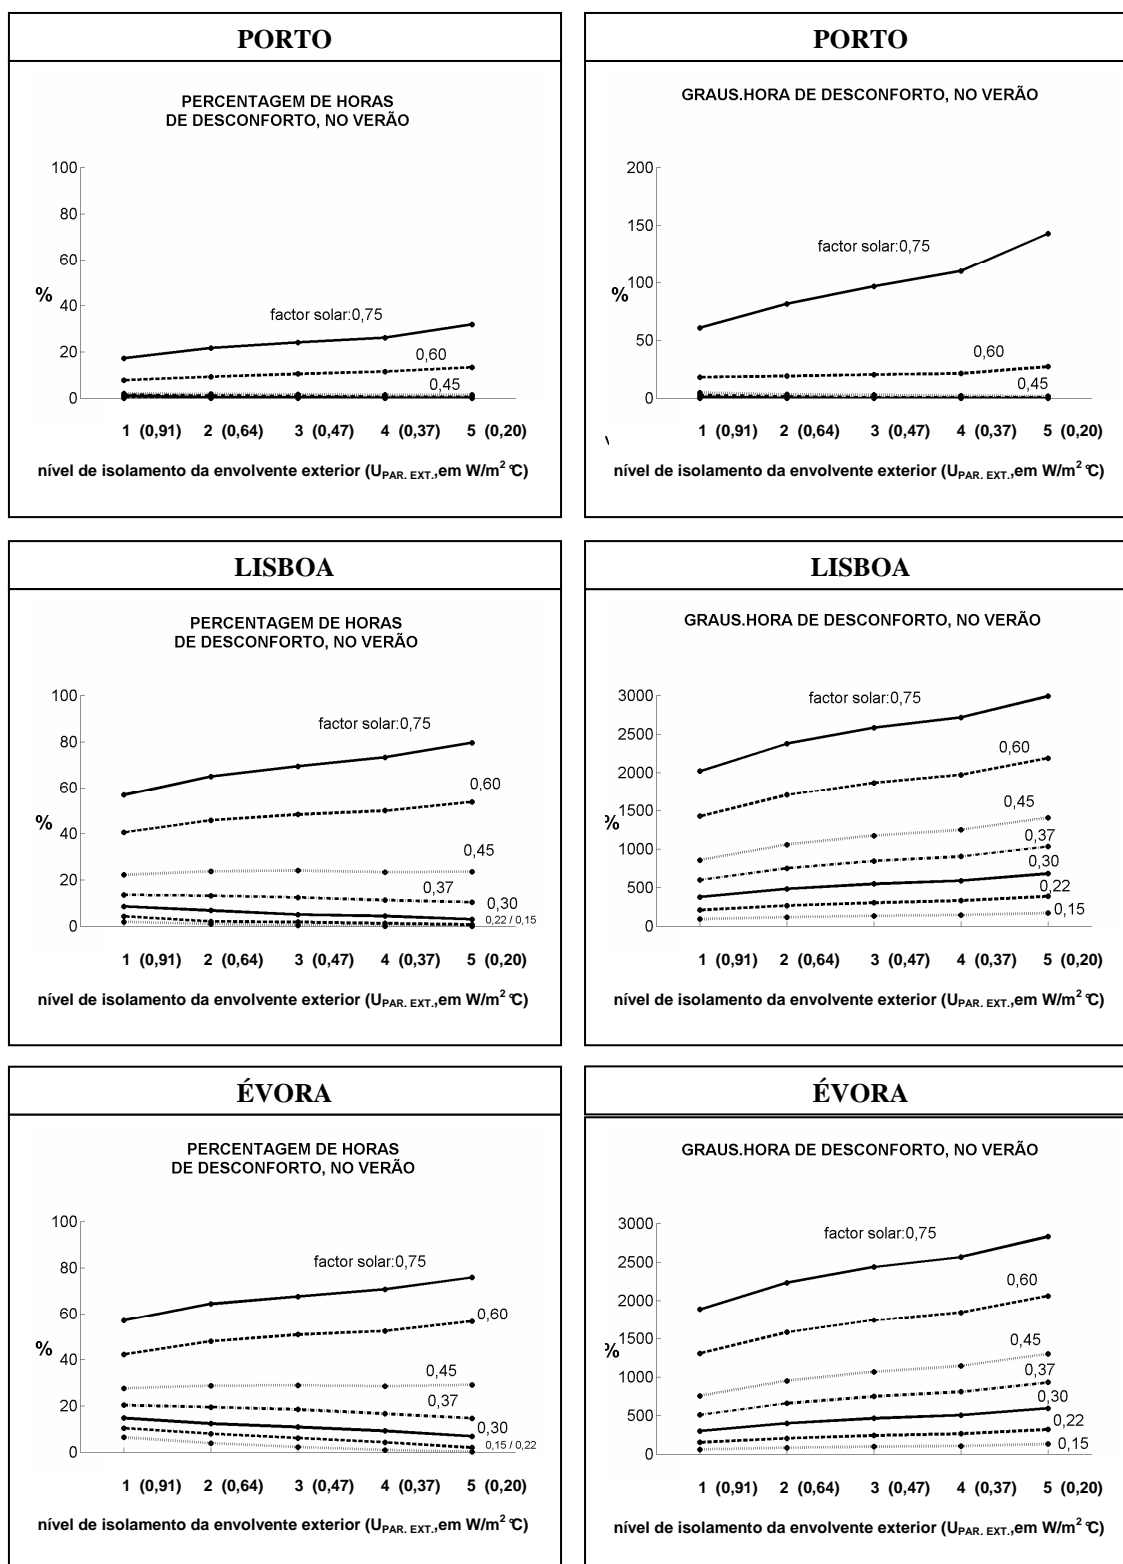 PORTO
PERCENTAGEM DE HORAS
DE DESCONFORTO, NO VERÃO
100
80
60
%
40
factor solar:0,75
20
0,60
0,45
0
1 (0,91) 2 (0,64) 3 (0,47) 4 (0,37) 5 (0,20)
nível de isolamento da envolvente exterior (U_PAR. EXT.,em W/m² ºC)
PORTO
GRAUS.HORA DE DESCONFORTO, NO VERÃO
200
150
factor solar:0,75
100
%
50
0,60
0,45
0
1 (0,91) 2 (0,64) 3 (0,47) 4 (0,37) 5 (0,20)
nível de isolamento da envolvente exterior (U_PAR. EXT.,em W/m² ºC)
LISBOA
PERCENTAGEM DE HORAS
DE DESCONFORTO, NO VERÃO
100
factor solar:0,75
80
60
0,60
%
40
0,45
20
0,37
0,30
0,22 / 0,15
0
1 (0,91) 2 (0,64) 3 (0,47) 4 (0,37) 5 (0,20)
nível de isolamento da envolvente exterior (U_PAR. EXT.,em W/m² ºC)
LISBOA
GRAUS.HORA DE DESCONFORTO, NO VERÃO
3000
factor solar:0,75
2500
0,60
2000
1500
0,45
%
1000
0,37
0,30
500
0,22
0,15
0
1 (0,91) 2 (0,64) 3 (0,47) 4 (0,37) 5 (0,20)
nível de isolamento da envolvente exterior (U_PAR. EXT.,em W/m² ºC)
ÉVORA
PERCENTAGEM DE HORAS
DE DESCONFORTO, NO VERÃO
100
80
factor solar:0,75
60
0,60
%
40
0,45
0,37
20
0,30
0,15 / 0,22
0
1 (0,91) 2 (0,64) 3 (0,47) 4 (0,37) 5 (0,20)
nível de isolamento da envolvente exterior (U_PAR. EXT.,em W/m² ºC)
ÉVORA
GRAUS.HORA DE DESCONFORTO, NO VERÃO
3000
factor solar:0,75
2500
0,60
2000
1500
0,45
%
0,37
1000
0,30
500
0,22
0,15
0
1 (0,91) 2 (0,64) 3 (0,47) 4 (0,37) 5 (0,20)
nível de isolamento da envolvente exterior (U_PAR. EXT.,em W/m² ºC)